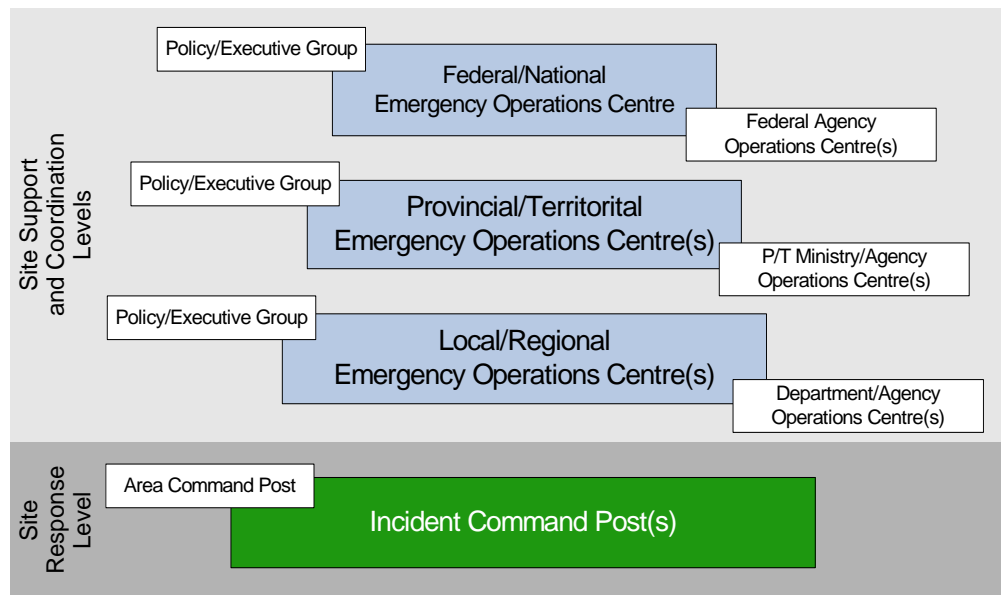 Site Support
and Coordination
Levels
Policy/Executive Group
Federal/National
Emergency Operations Centre
Federal Agency
Operations Centre(s)
Policy/Executive Group
Provincial/Territorital
Emergency Operations Centre(s)
P/T Ministry/Agency
Operations Centre(s)
Policy/Executive Group
Local/Regional
Emergency Operations Centre(s)
Department/Agency
Operations Centre(s)
Site
Response
Level
Area Command Post
Incident Command Post(s)